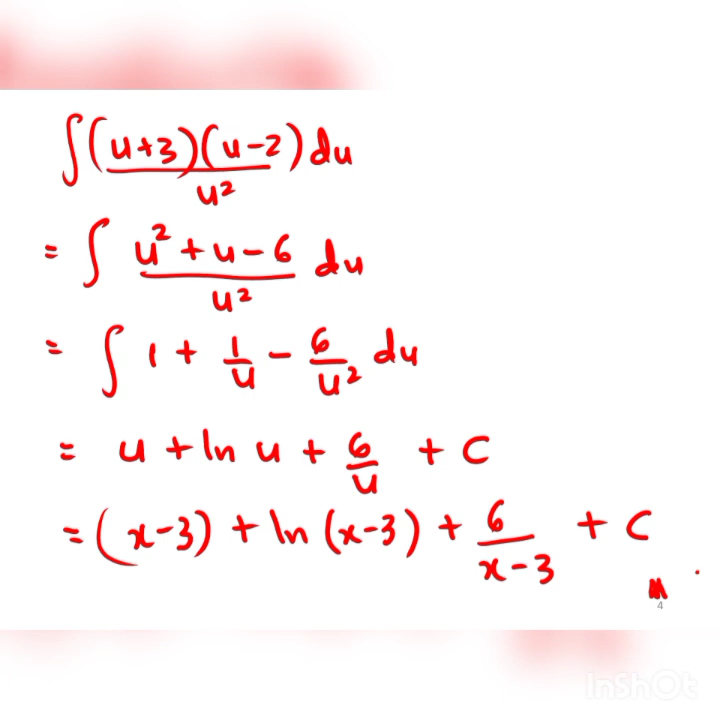 ∫ (u+3)(u-2)/u² du
= ∫ u² + u - 6/u² du
= ∫ 1 + 1/u - 6/u² du
= u + ln u + 6/u + C
= (x-3) + ln (x-3) + 6/x-3 + C
4
InShOt